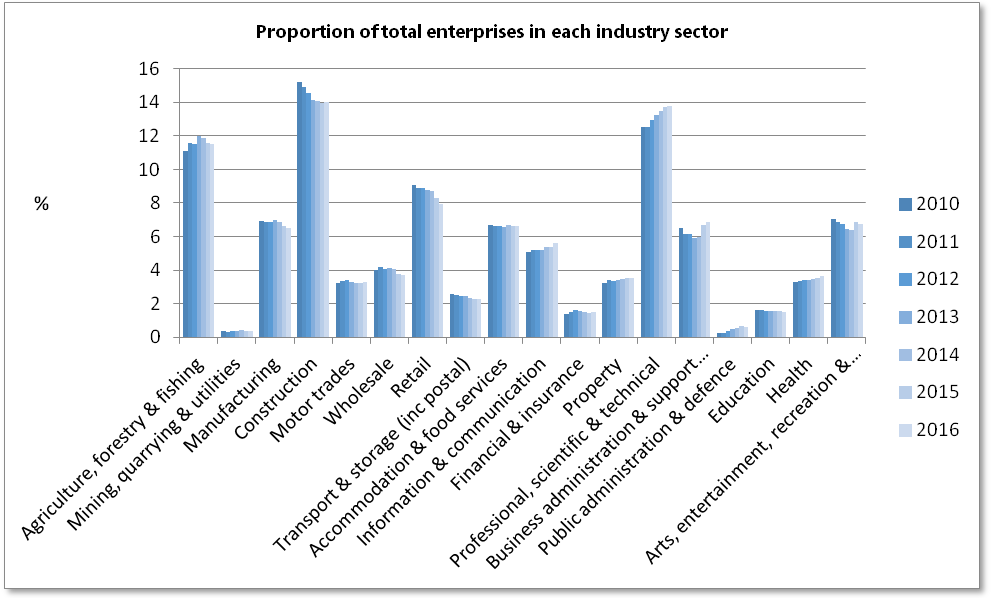 Proportion of total enterprises in each industry sector
16
14
12
10
8
6
4
2
0
%
Agriculture, forestry & fishing
Mining, quarrying & utilities
Manufacturing
Construction
Motor trades
Wholesale
Retail
Transport & storage (inc postal)
Accommodation & food services
Information & communication
Financial & insurance
Property
Professional, scientific & technical
Business administration & support...
Public administration & defence
Education
Health
Arts, entertainment, recreation &...
2010
2011
2012
2013
2014
2015
2016